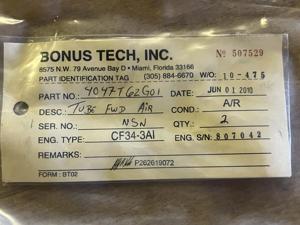 BONUS TECH, INC. Nº 507529
8575 N.W. 79 Avenue Bay D • Miami, Florida 33166
PART IDENTIFICATION TAG (305) 884-6670 W/O: 10-475
PART NO.: 4047T62G01 DATE: JUN 01 2010
DESC.: TUBE FWD AIR COND.: A/R
SER. NO.: NSN QTY.: 2
ENG. TYPE: CF34-3A1 ENG. S/N: 807042
REMARKS: P262619072
FORM : BT02